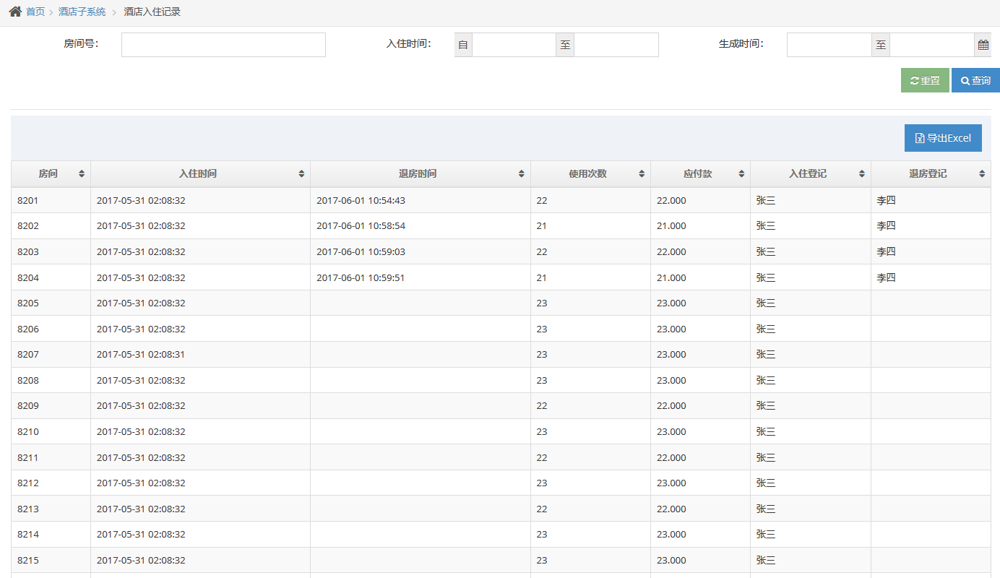 首页 酒店子系统 酒店入住记录
房间号： 入住时间： 自 至 生成时间： 至
重置 查询
导出Excel
房间 入住时间 退房时间 使用次数 应付款 入住登记 退房登记
8201 2017-05-31 02:08:32 2017-06-01 10:54:43 22 22.000 张三 李四
8202 2017-05-31 02:08:32 2017-06-01 10:58:54 21 21.000 张三 李四
8203 2017-05-31 02:08:32 2017-06-01 10:59:03 22 22.000 张三 李四
8204 2017-05-31 02:08:32 2017-06-01 10:59:51 21 21.000 张三 李四
8205 2017-05-31 02:08:32 23 23.000 张三
8206 2017-05-31 02:08:32 23 23.000 张三
8207 2017-05-31 02:08:31 23 23.000 张三
8208 2017-05-31 02:08:32 23 23.000 张三
8209 2017-05-31 02:08:32 22 22.000 张三
8210 2017-05-31 02:08:32 23 23.000 张三
8211 2017-05-31 02:08:32 22 22.000 张三
8212 2017-05-31 02:08:32 23 23.000 张三
8213 2017-05-31 02:08:32 22 22.000 张三
8214 2017-05-31 02:08:32 23 23.000 张三
8215 2017-05-31 02:08:32 23 23.000 张三